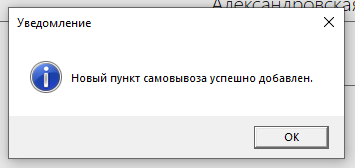 Александровская
Уведомление
Новый пункт самовывоза успешно добавлен.
OK